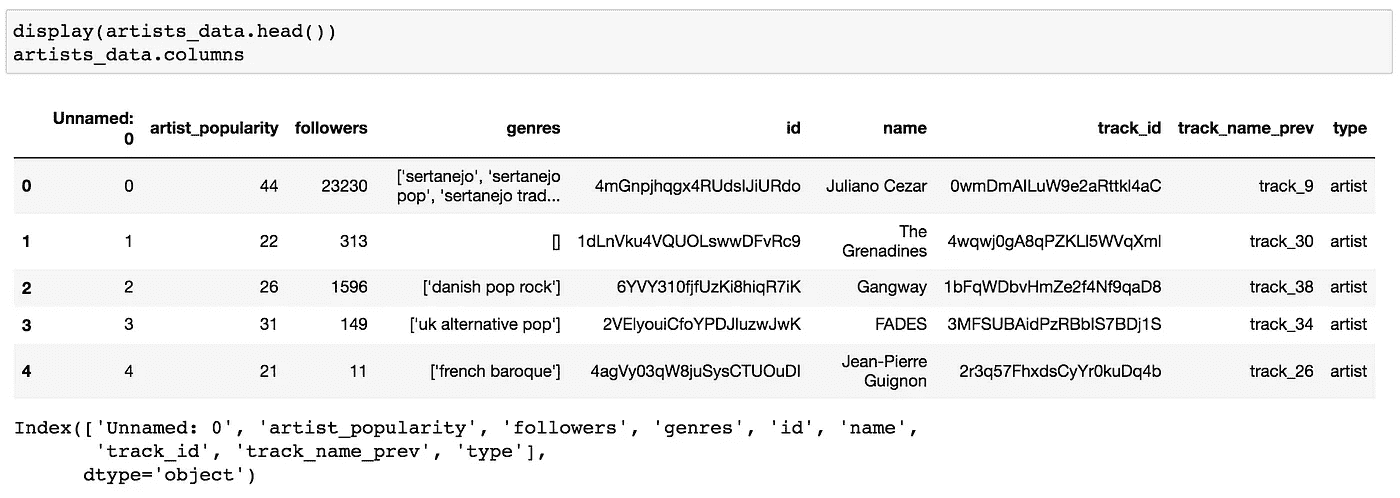 display(artists_data.head())
artists_data.columns
Unnamed: 0 artist_popularity followers genres id name track_id track_name_prev type
0 0 44 23230 ['sertanejo', 'sertanejo pop', 'sertanejo trad... 4mGnpjhqgx4RUdsIJiURdo Juliano Cezar 0wmDmAILuW9e2aRttkl4aC track_9 artist
1 1 22 313 [] 1dLnVku4VQUOLswwDFvRc9 The Grenadines 4wqwj0gA8qPZKLl5WVqXml track_30 artist
2 2 26 1596 ['danish pop rock'] 6YVY310fjfUzKi8hiqR7iK Gangway 1bFqWDbvHmZe2f4Nf9qaD8 track_38 artist
3 3 31 149 ['uk alternative pop'] 2VElyouiCfoYPDJluzwJwK FADES 3MFSUBAidPzRBbIS7BDj1S track_34 artist
4 4 21 11 ['french baroque'] 4agVy03qW8juSysCTUOuDI Jean-Pierre Guignon 2r3q57FhxdsCyYr0kuDq4b track_26 artist
Index(['Unnamed: 0', 'artist_popularity', 'followers', 'genres', 'id', 'name',
'track_id', 'track_name_prev', 'type'],
dtype='object')